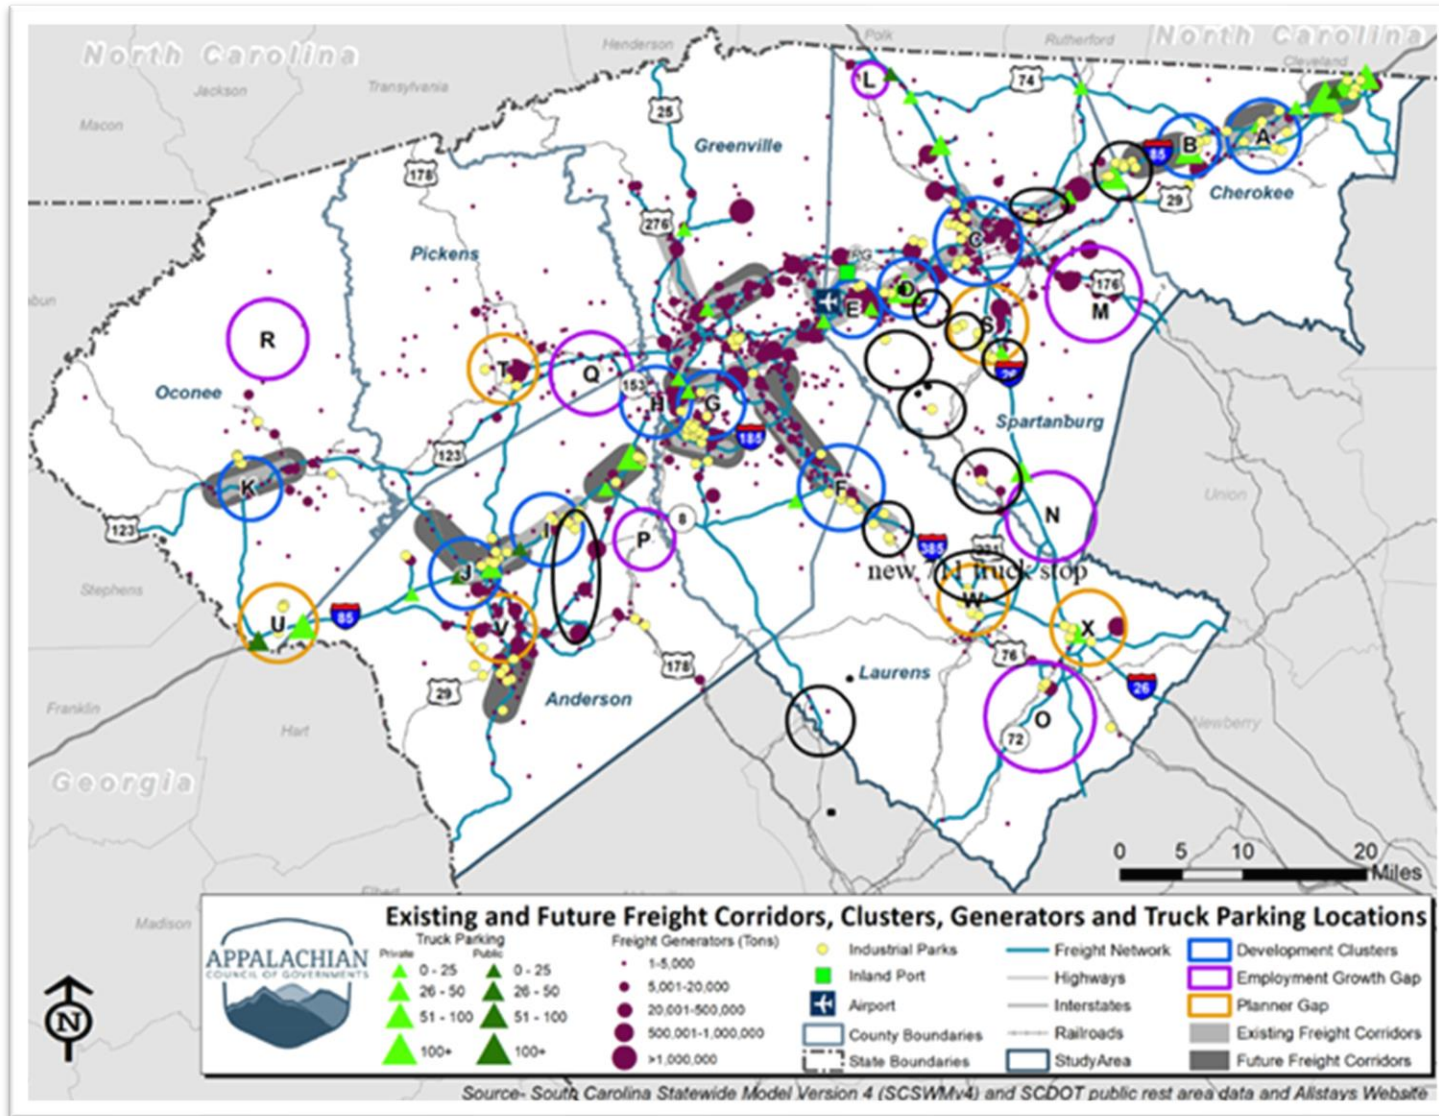 North Carolina
North Carolina
Polk
Rutherford
Cleveland
Henderson
Transylvania
Jackson
Macon
74
25
Greenville
178
276
L
B
A
85
29
Cherokee
Pickens
C
176
M
D
E
S
R
T
Q
153
H
G
26
Oconee
185
Spartanburg
123
K
F
N
Union
123
I
P
8
385
J
new 711 truck stop
Stephens
W
U
85
V
X
76
178
Laurens
29
Anderson
26
O
Franklin
Hart
72
Newberry
Georgia
0 5 10 20
Miles
Elbert
Madison
N
Existing and Future Freight Corridors, Clusters, Generators and Truck Parking Locations
APPALACHIAN
COUNCIL OF GOVERNMENTS
Truck Parking
Private Public
0 - 25 0 - 25
26 - 50 26 - 50
51 - 100 51 - 100
100+ 100+
Freight Generators (Tons)
1-5,000
5,001-20,000
20,001-500,000
500,001-1,000,000
>1,000,000
Industrial Parks
Inland Port
Airport
County Boundaries
State Boundaries
Freight Network
Highways
Interstates
Railroads
StudyArea
Development Clusters
Employment Growth Gap
Planner Gap
Existing Freight Corridors
Future Freight Corridors
Source- South Carolina Statewide Model Version 4 (SCSWMv4) and SCDOT public rest area data and Allstays Website